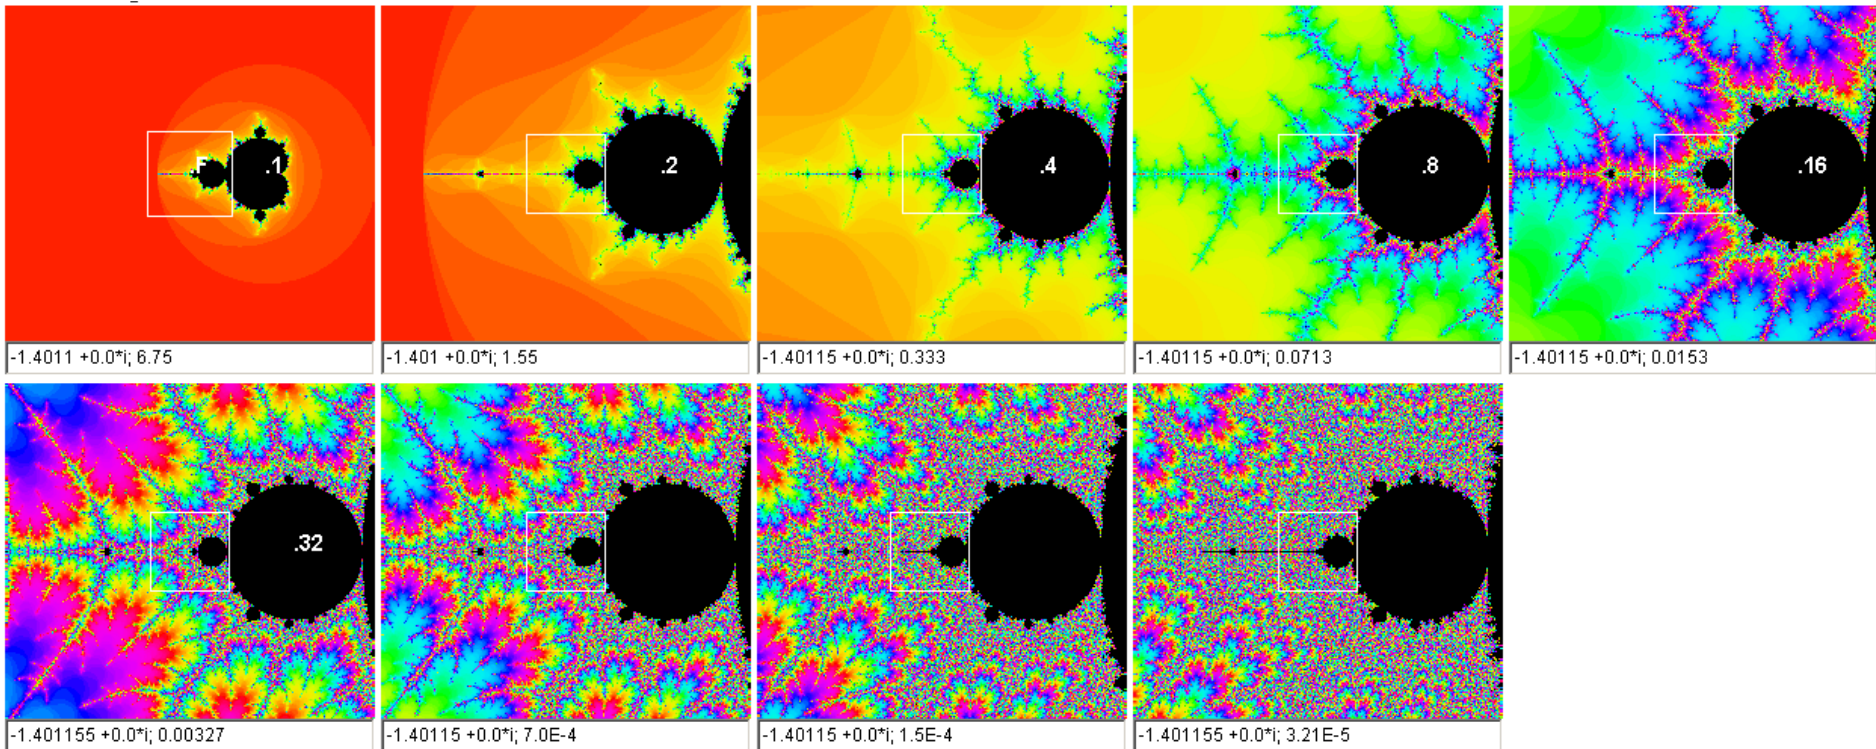 F .1
.2
.4
.8
.16
-1.4011 +0.0*i; 6.75
-1.401 +0.0*i; 1.55
-1.40115 +0.0*i; 0.333
-1.40115 +0.0*i; 0.0713
-1.40115 +0.0*i; 0.0153
.32
-1.401155 +0.0*i; 0.00327
-1.40115 +0.0*i; 7.0E-4
-1.40115 +0.0*i; 1.5E-4
-1.401155 +0.0*i; 3.21E-5